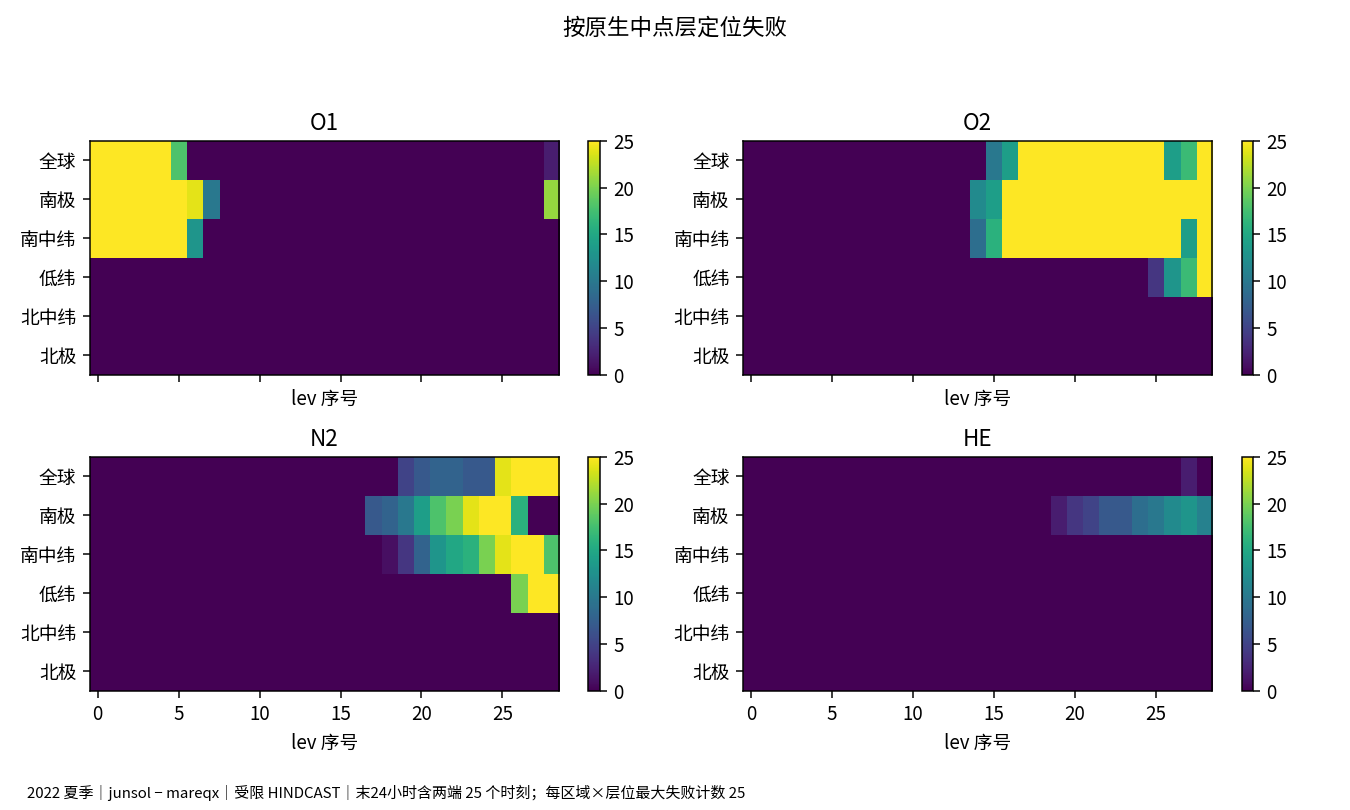 按原生中点层定位失败
O1
全球
南极
南中纬
低纬
北中纬
北极
lev 序号
25
20
15
10
5
0
O2
全球
南极
南中纬
低纬
北中纬
北极
lev 序号
25
20
15
10
5
0
N2
全球
南极
南中纬
低纬
北中纬
北极
0 5 10 15 20 25
lev 序号
25
20
15
10
5
0
HE
全球
南极
南中纬
低纬
北中纬
北极
0 5 10 15 20 25
lev 序号
25
20
15
10
5
0
2022 夏季｜junsol − mareqx｜受限 HINDCAST｜末24小时含两端 25 个时刻；每区域×层位最大失败计数 25